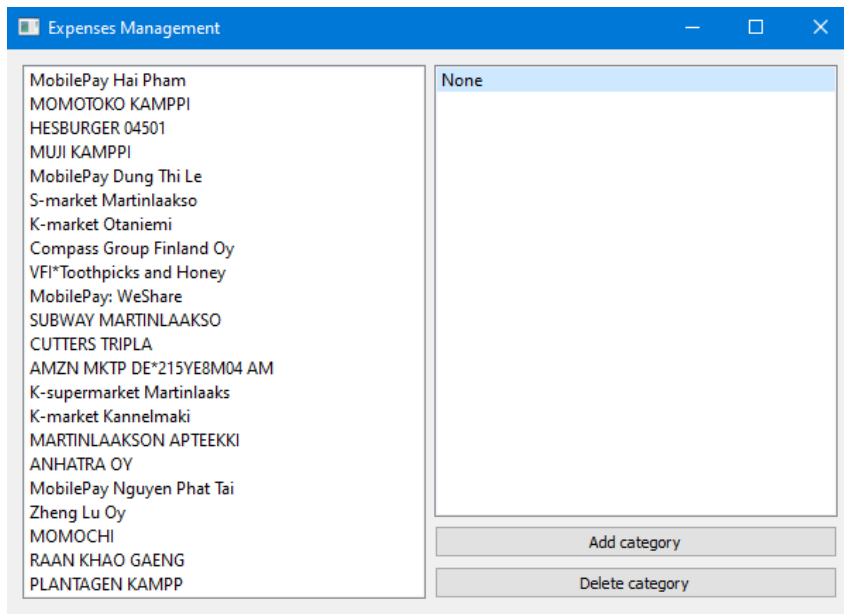 Expenses Management
MobilePay Hai Pham
MOMOTOKO KAMPPI
HESBURGER 04501
MUJI KAMPPI
MobilePay Dung Thi Le
S-market Martinlaakso
K-market Otaniemi
Compass Group Finland Oy
VFI*Toothpicks and Honey
MobilePay: WeShare
SUBWAY MARTINLAAKSO
CUTTERS TRIPLA
AMZN MKTP DE*215YE8M04 AM
K-supermarket Martinlaaks
K-market Kannelmaki
MARTINLAAKSON APTEEKKI
ANHATRA OY
MobilePay Nguyen Phat Tai
Zheng Lu Oy
MOMOCHI
RAAN KHAO GAENG
PLANTAGEN KAMPP
None
Add category
Delete category